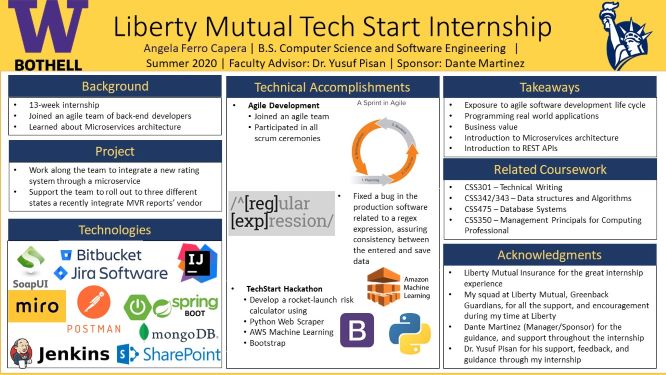 W
BOTHELL
Liberty Mutual Tech Start Internship
Angela Ferro Capera | B.S. Computer Science and Software Engineering |
Summer 2020 | Faculty Advisor: Dr. Yusuf Pisan | Sponsor: Dante Martinez
Background
• 13-week internship
• Joined an agile team of back-end developers
• Learned about Microservices architecture
Project
• Work along the team to integrate a new rating
system through a microservice
• Support the team to roll out to three different
states a recently integrate MVR reports' vendor
Technologies
SoapUI
Bitbucket
Jira Software
IJ
miro
POSTMAN
spring
BOOT
mongoDB.
Jenkins
SharePoint
Technical Accomplishments
• Agile Development
• Joined an agile team
• Participated in all
scrum ceremonies
A Sprint in Agile
/^[reg]ular
[exp]ression/
• Fixed a bug in the
production software
related to a regex
expression, assuring
consistency between
the entered and save
data
• TechStart Hackathon
• Develop a rocket-launch risk
calculator using
• Python Web Scraper
• AWS Machine Learning
• Bootstrap
Amazon
Machine
Learning
B
Takeaways
• Exposure to agile software development life cycle
• Programming real world applications
• Business value
• Introduction to Microservices architecture
• Introduction to REST APIs
Related Coursework
• CSS301 – Technical Writing
• CSS342/343 – Data structures and Algorithms
• CSS475 – Database Systems
• CSS350 – Management Principals for Computing
Professional
Acknowledgments
• Liberty Mutual Insurance for the great internship
experience
• My squad at Liberty Mutual, Greenback
Guardians, for all the support, and encouragement
during my time at Liberty
• Dante Martinez (Manager/Sponsor) for the
guidance, and support throughout the internship
• Dr. Yusuf Pisan for his support, feedback, and
guidance through my internship